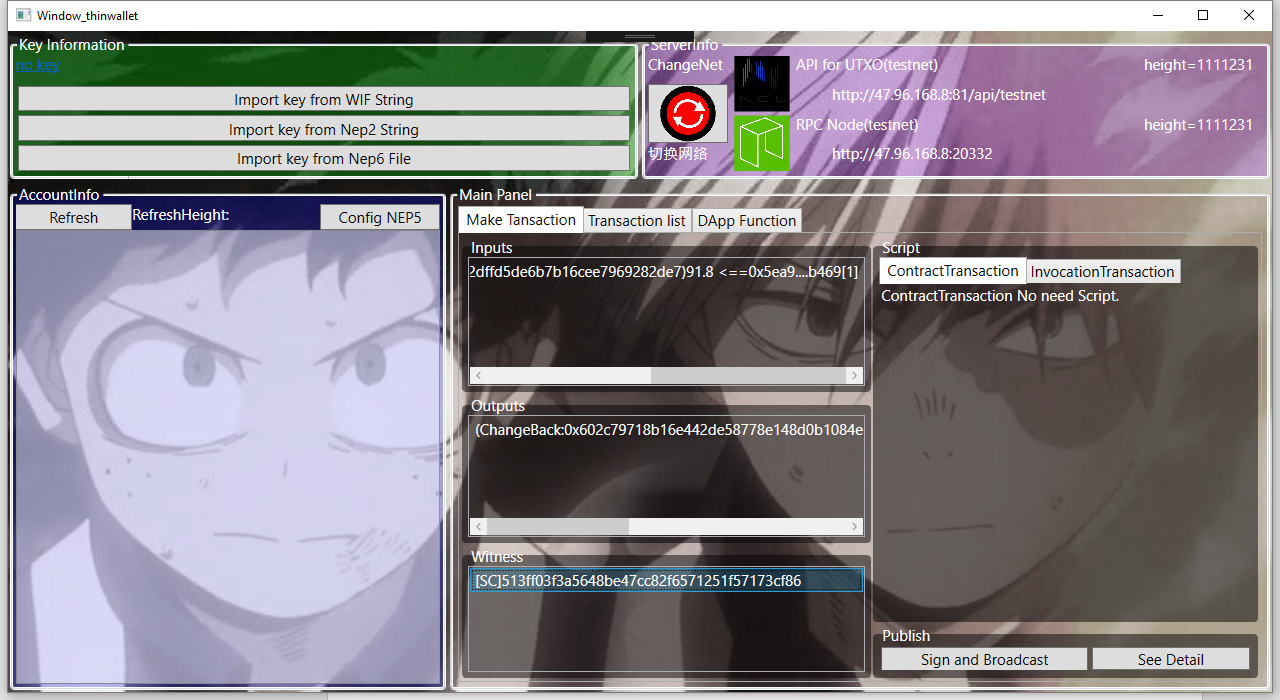 Window_thinwallet
Key Information
no key
Import key from WIF String
Import key from Nep2 String
Import key from Nep6 File
ServerInfo
ChangeNet
切换网络
API for UTXO(testnet)
height=1111231
http://47.96.168.8:81/api/testnet
RPC Node(testnet)
height=1111231
http://47.96.168.8:20332
AccountInfo
Refresh
RefreshHeight:
Config NEP5
Main Panel
Make Tansaction
Transaction list
DApp Function
Inputs
2dffd5de6b7b16cee7969282de7)91.8 <==0x5ea9....b469[1]
Outputs
(ChangeBack:0x602c79718b16e442de58778e148d0b1084e
Witness
[SC]513ff03f3a5648be47cc82f6571251f57173cf86
Script
ContractTransaction
InvocationTransaction
ContractTransaction No need Script.
Publish
Sign and Broadcast
See Detail